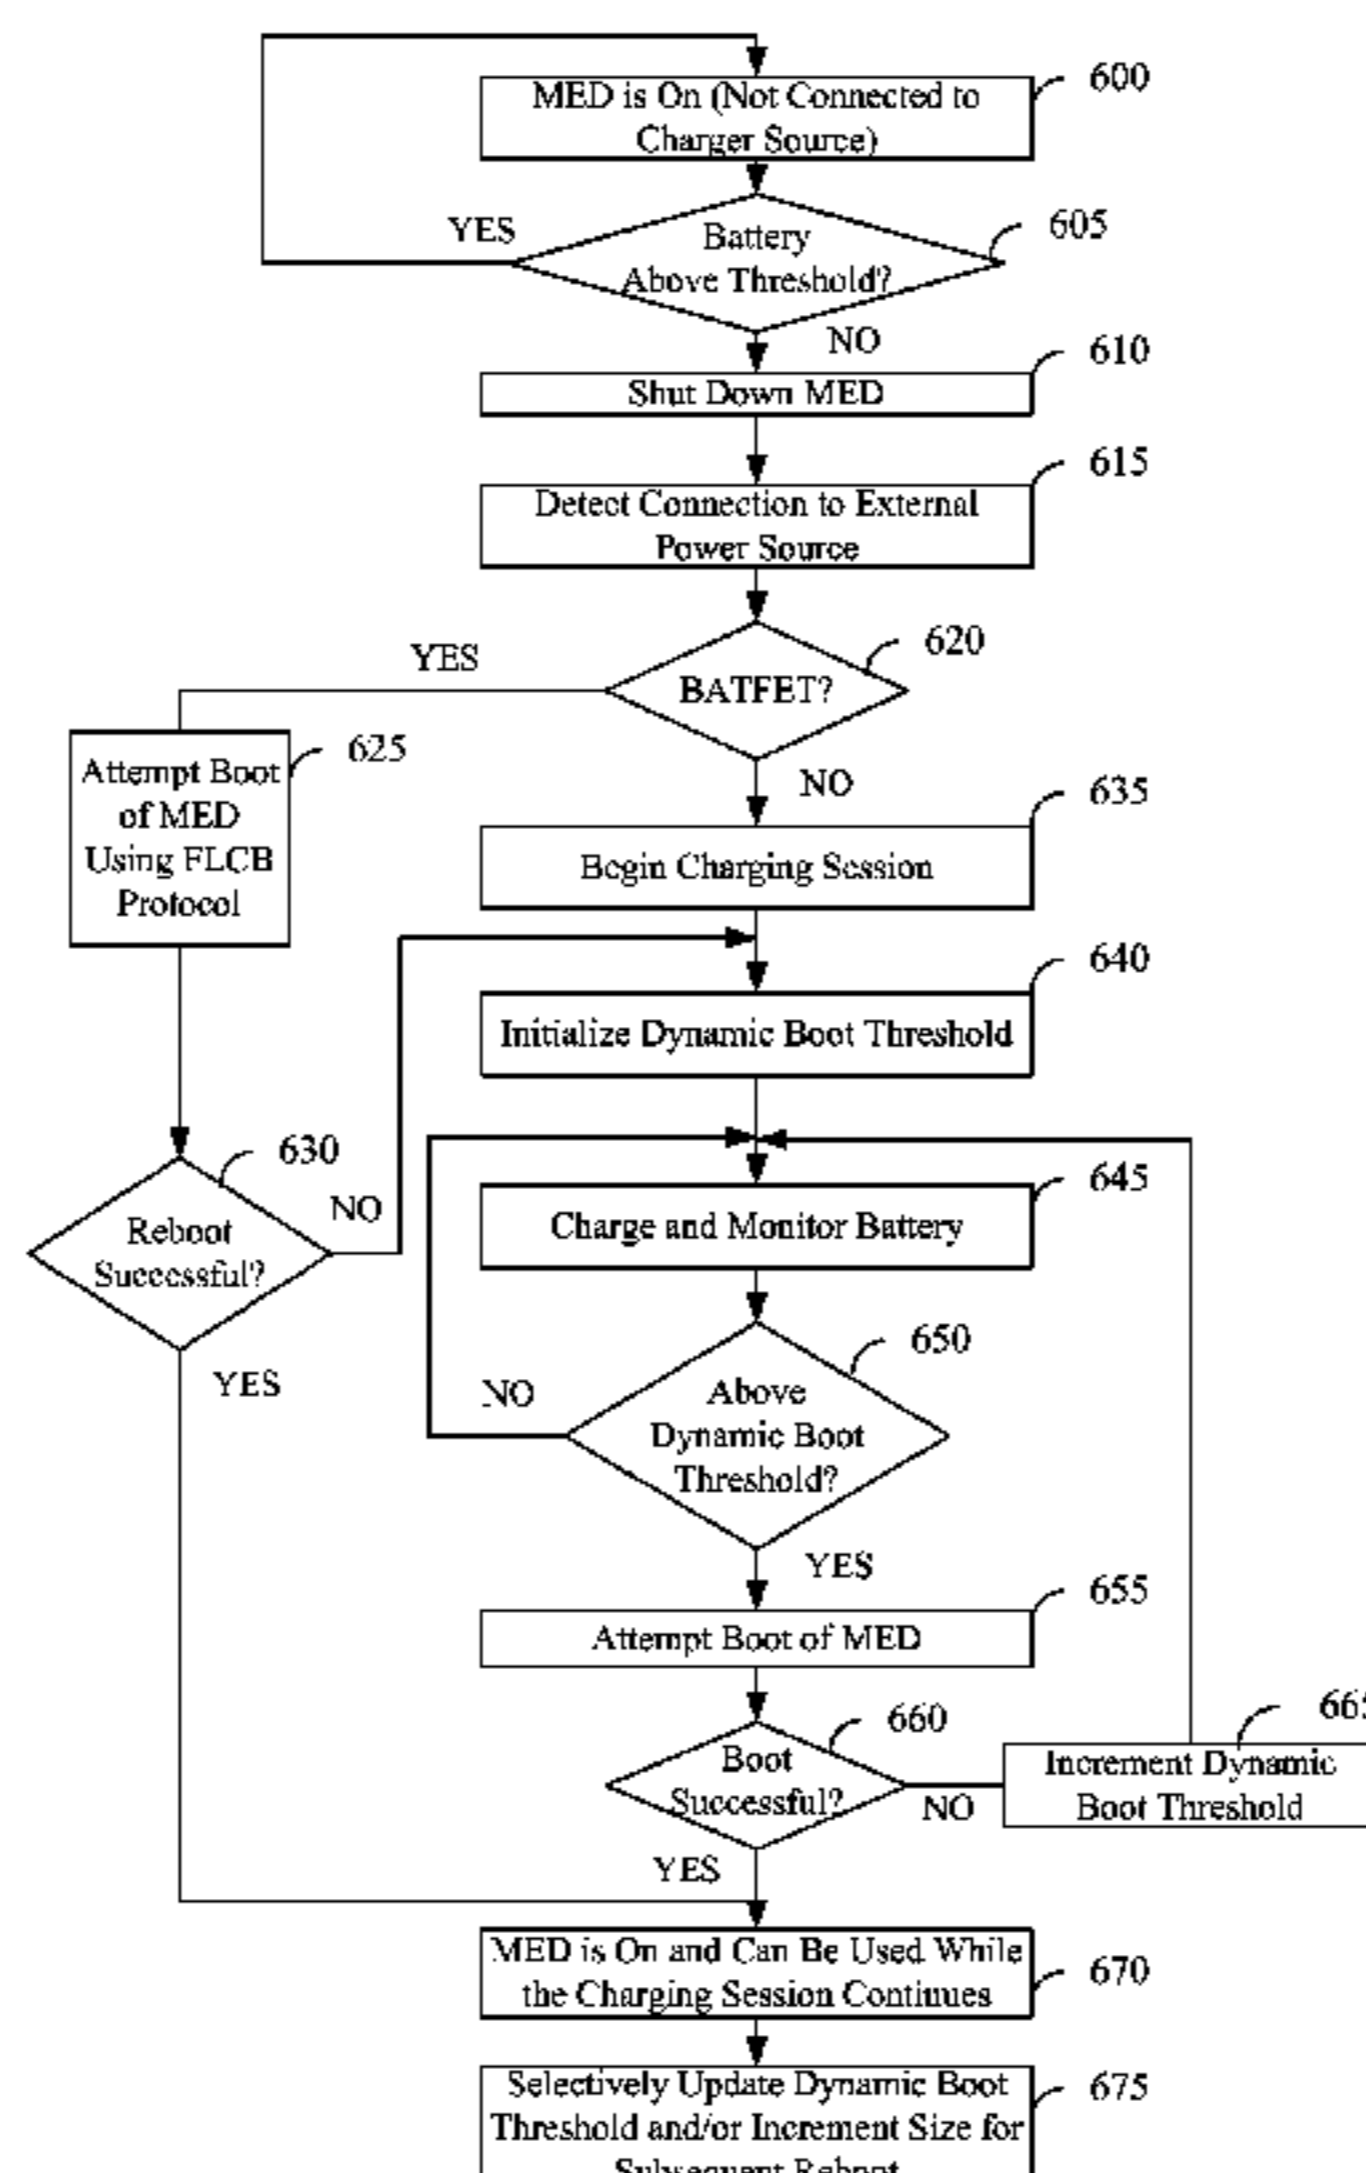 600
MED is On (Not Connected to
Charger Source)
605
YES
Battery
Above Threshold?
NO
610
Shut Down MED
615
Detect Connection to External
Power Source
620
YES
BATFET?
625
Attempt Boot
of MED
Using FLCB
Protocol
NO
635
Begin Charging Session
640
Initialize Dynamic Boot Threshold
630
Reboot
Successful?
NO
YES
645
Charge and Monitor Battery
650
NO
Above
Dynamic Boot
Threshold?
YES
655
Attempt Boot of MED
660
Boot
Successful?
NO
665
Increment Dynamic
Boot Threshold
YES
MED is On and Can Be Used While
the Charging Session Continues
670
Selectively Update Dynamic Boot
Threshold and/or Increment Size for
Subsequent Reboot
675